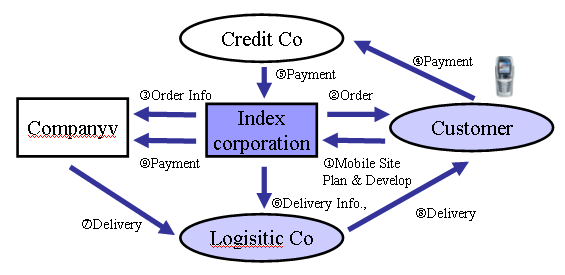 Credit Co
④Payment
⑤Payment
③Order Info
②Order
Companyv
Index
corporation
Customer
⑨Payment
①Mobile Site
Plan & Develop
⑥Delivery Info.,
⑦Delivery
⑧Delivery
Logisitic Co